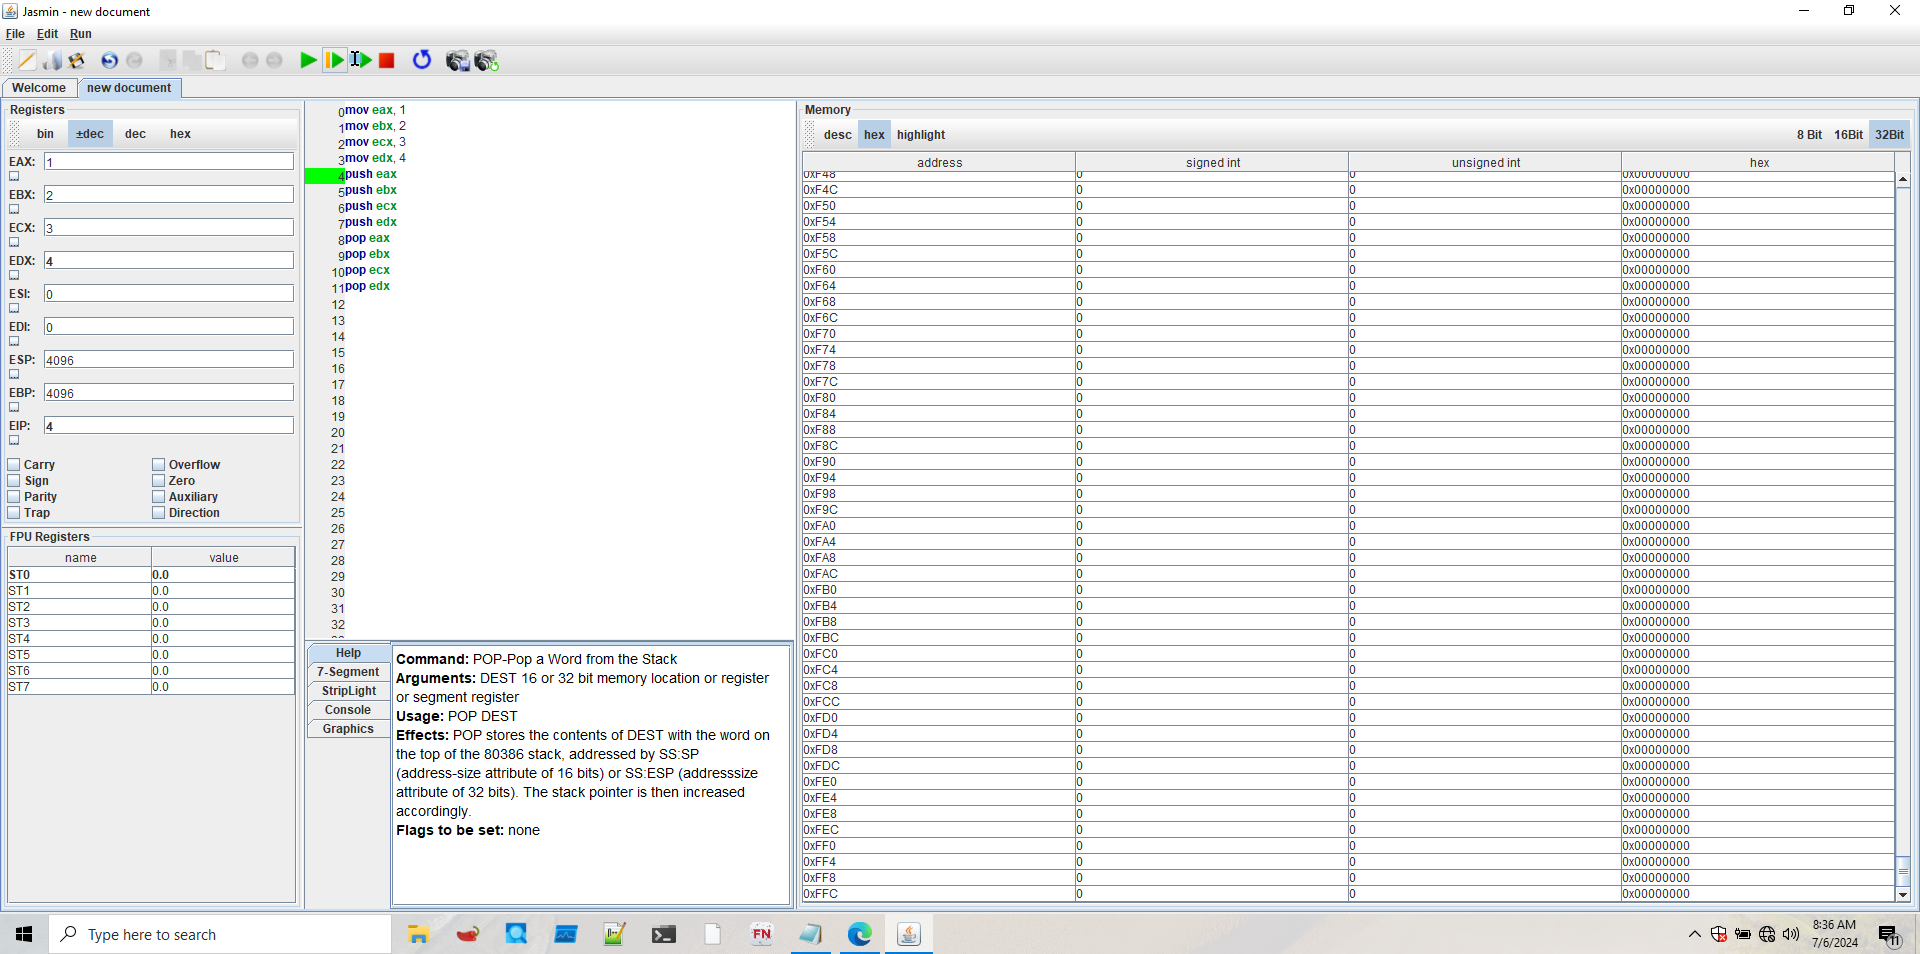 Jasmin - new document
File Edit Run
Welcome new document
Registers
bin ±dec dec hex
EAX: 1
...
EBX: 2
...
ECX: 3
...
EDX: 4
...
ESI: 0
...
EDI: 0
...
ESP: 4096
...
EBP: 4096
...
EIP: 4
...
Carry Overflow
Sign Zero
Parity Auxiliary
Trap Direction
FPU Registers
name value
ST0 0.0
ST1 0.0
ST2 0.0
ST3 0.0
ST4 0.0
ST5 0.0
ST6 0.0
ST7 0.0
0 mov eax, 1
1 mov ebx, 2
2 mov ecx, 3
3 mov edx, 4
4 push eax
5 push ebx
6 push ecx
7 push edx
8 pop eax
9 pop ebx
10 pop ecx
11 pop edx
12
13
14
15
16
17
18
19
20
21
22
23
24
25
26
27
28
29
30
31
32
Help
7-Segment
StripLight
Console
Graphics
Command: POP-Pop a Word from the Stack
Arguments: DEST 16 or 32 bit memory location or register
or segment register
Usage: POP DEST
Effects: POP stores the contents of DEST with the word on
the top of the 80386 stack, addressed by SS:SP
(address-size attribute of 16 bits) or SS:ESP (addresssize
attribute of 32 bits). The stack pointer is then increased
accordingly.
Flags to be set: none
Memory
desc hex highlight 8 Bit 16Bit 32Bit
address signed int unsigned int hex
0xF48 0 0 0x00000000
0xF4C 0 0 0x00000000
0xF50 0 0 0x00000000
0xF54 0 0 0x00000000
0xF58 0 0 0x00000000
0xF5C 0 0 0x00000000
0xF60 0 0 0x00000000
0xF64 0 0 0x00000000
0xF68 0 0 0x00000000
0xF6C 0 0 0x00000000
0xF70 0 0 0x00000000
0xF74 0 0 0x00000000
0xF78 0 0 0x00000000
0xF7C 0 0 0x00000000
0xF80 0 0 0x00000000
0xF84 0 0 0x00000000
0xF88 0 0 0x00000000
0xF8C 0 0 0x00000000
0xF90 0 0 0x00000000
0xF94 0 0 0x00000000
0xF98 0 0 0x00000000
0xF9C 0 0 0x00000000
0xFA0 0 0 0x00000000
0xFA4 0 0 0x00000000
0xFA8 0 0 0x00000000
0xFAC 0 0 0x00000000
0xFB0 0 0 0x00000000
0xFB4 0 0 0x00000000
0xFB8 0 0 0x00000000
0xFBC 0 0 0x00000000
0xFC0 0 0 0x00000000
0xFC4 0 0 0x00000000
0xFC8 0 0 0x00000000
0xFCC 0 0 0x00000000
0xFD0 0 0 0x00000000
0xFD4 0 0 0x00000000
0xFD8 0 0 0x00000000
0xFDC 0 0 0x00000000
0xFE0 0 0 0x00000000
0xFE4 0 0 0x00000000
0xFE8 0 0 0x00000000
0xFEC 0 0 0x00000000
0xFF0 0 0 0x00000000
0xFF4 0 0 0x00000000
0xFF8 0 0 0x00000000
0xFFC 0 0 0x00000000
Type here to search
FN
8:36 AM
7/6/2024
11